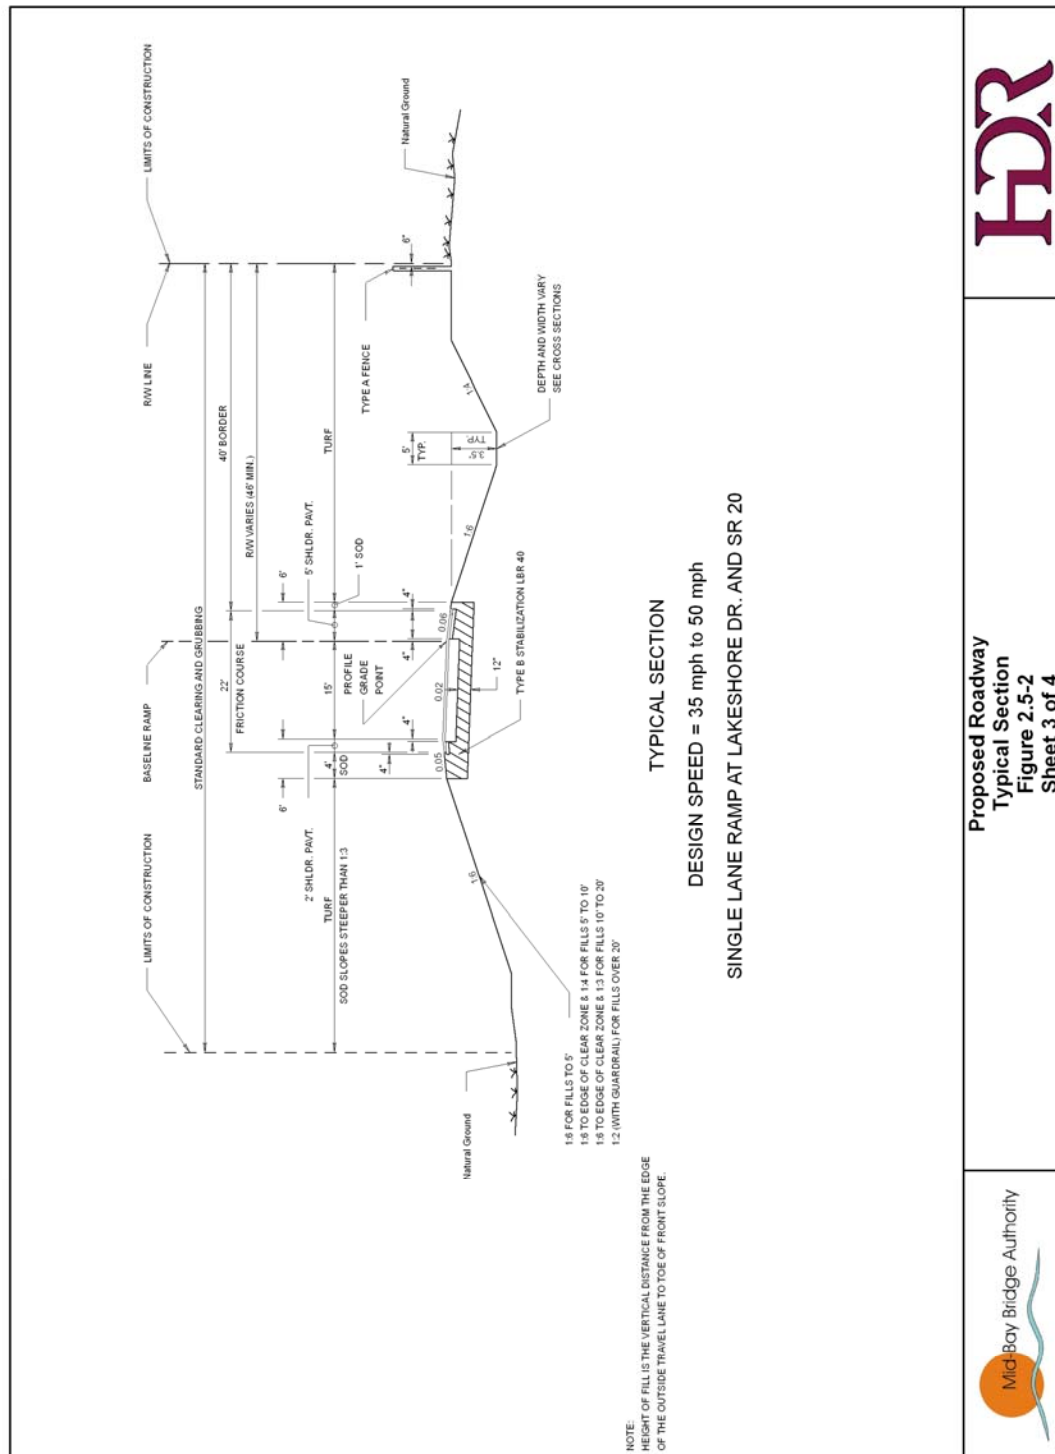 LIMITS OF CONSTRUCTION
BASELINE RAMP
R/W LINE
LIMITS OF CONSTRUCTION
STANDARD CLEARING AND GRUBBING
22'
40' BORDER
FRICTION COURSE
R/W VARIES (46' MIN.)
6'
6'
2' SHLDR. PAVT.
5' SHLDR. PAVT.
TURF
4'
15'
TURF
SOD SLOPES STEEPER THAN 1:3
SOD
PROFILE
GRADE
POINT
1' SOD
TYPE A FENCE
4"
4"
4"
4"
5'
TYP.
6"
Natural Ground
0.05
0.02
0.06
3.5'
TYP.
1:6
1:6
1:4
12"
TYPE B STABILIZATION LBR 40
DEPTH AND WIDTH VARY
SEE CROSS SECTIONS
Natural Ground
1:6 FOR FILLS TO 5'
1:6 TO EDGE OF CLEAR ZONE & 1:4 FOR FILLS 5' TO 10'
1:6 TO EDGE OF CLEAR ZONE & 1:3 FOR FILLS 10' TO 20'
1:2 (WITH GUARDRAIL) FOR FILLS OVER 20'
NOTE:
HEIGHT OF FILL IS THE VERTICAL DISTANCE FROM THE EDGE
OF THE OUTSIDE TRAVEL LANE TO TOE OF FRONT SLOPE.
TYPICAL SECTION
DESIGN SPEED = 35 mph to 50 mph
SINGLE LANE RAMP AT LAKESHORE DR. AND SR 20
Mid-Bay Bridge Authority
Proposed Roadway
Typical Section
Figure 2.5-2
Sheet 3 of 4
HDR